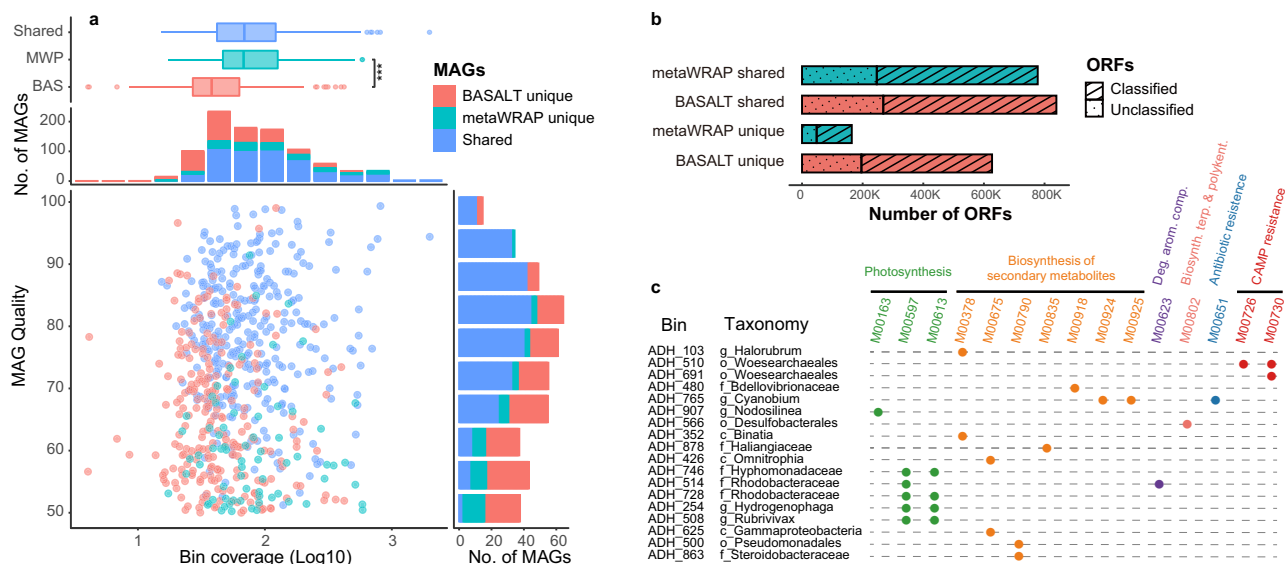 a
Shared
MWP
BAS
***
MAGs
BASALT unique
metaWRAP unique
Shared
No. of MAGs
200
100
0
MAG Quality
100
90
80
70
60
50
1
2
3
Bin coverage (Log10)
0
20
40
60
No. of MAGs
b
metaWRAP shared
BASALT shared
metaWRAP unique
BASALT unique
0
200K
400K
600K
800K
Number of ORFs
ORFs
Classified
Unclassified
c
Photosynthesis
Biosynthesis of
secondary metabolites
Deg. arom. comp.
Biosynth. terp. & polykent.
Antibiotic resistence
CAMP resistance
M00163
M00597
M00613
M00378
M00675
M00790
M00835
M00918
M00924
M00925
M00623
M00802
M00651
M00726
M00730
Bin Taxonomy
ADH_103 g_Halorubrum
ADH_510 o_Woesearchaeales
ADH_691 o_Woesearchaeales
ADH_480 f_Bdellovibrionaceae
ADH_765 g_Cyanobium
ADH_907 g_Nodosilinea
ADH_566 o_Desulfobacterales
ADH_352 c_Binatia
ADH_878 f_Haliangiaceae
ADH_426 c_Omnitrophia
ADH_746 f_Hyphomonadaceae
ADH_514 f_Rhodobacteraceae
ADH_728 f_Rhodobacteraceae
ADH_254 g_Hydrogenophaga
ADH_508 g_Rubrivivax
ADH_625 c_Gammaproteobacteria
ADH_500 o_Pseudomonadales
ADH_863 f_Steroidobacteraceae